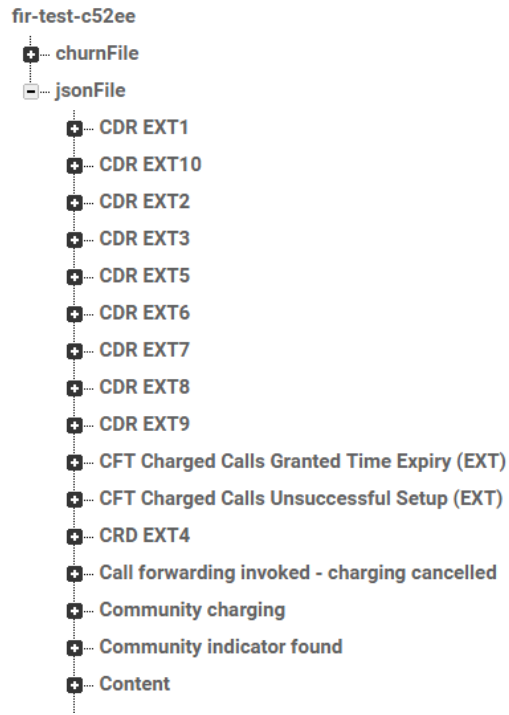 fir-test-c52ee
churnFile
jsonFile
CDR EXT1
CDR EXT10
CDR EXT2
CDR EXT3
CDR EXT5
CDR EXT6
CDR EXT7
CDR EXT8
CDR EXT9
CFT Charged Calls Granted Time Expiry (EXT)
CFT Charged Calls Unsuccessful Setup (EXT)
CRD EXT4
Call forwarding invoked - charging cancelled
Community charging
Community indicator found
Content